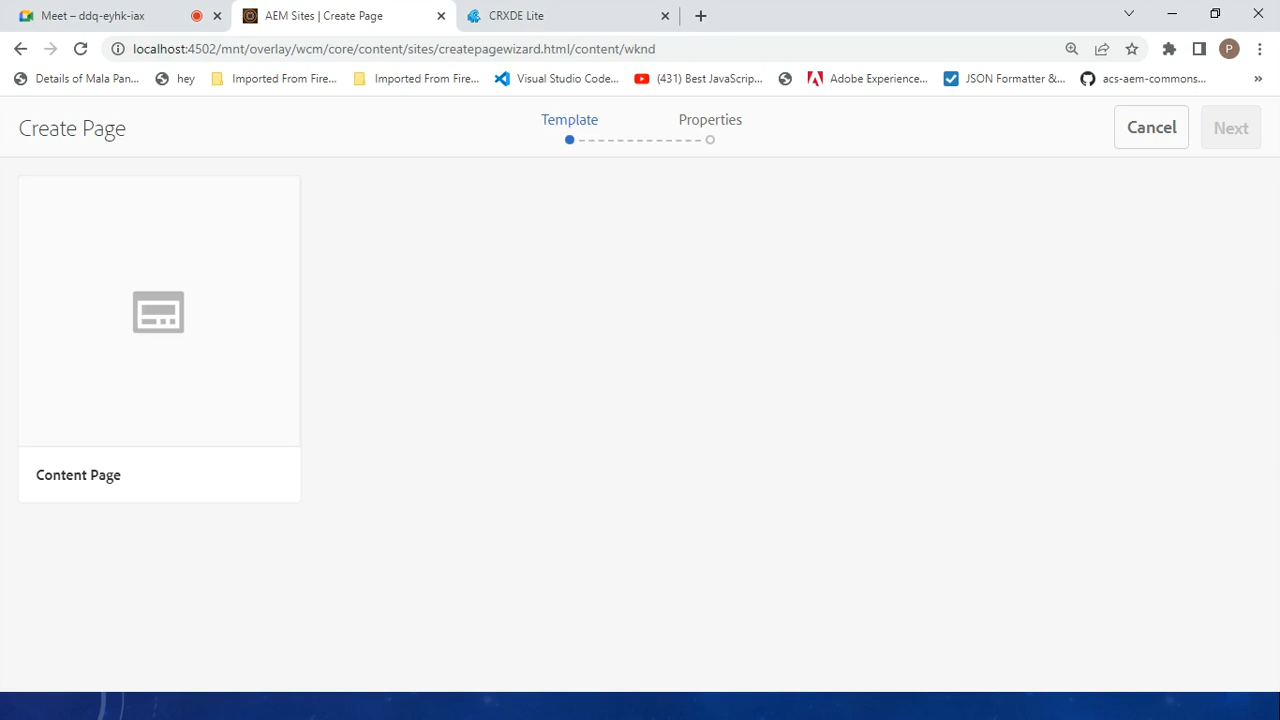 Meet – ddq-eyhk-iax
AEM Sites | Create Page
CRXDE Lite
localhost:4502/mnt/overlay/wcm/core/content/sites/createpagewizard.html/content/wknd
P
Details of Mala Pan...
hey
Imported From Fire...
Imported From Fire...
Visual Studio Code...
(431) Best JavaScrip...
Adobe Experience...
JSON Formatter &...
acs-aem-commons...
»
Create Page
Template
Properties
Cancel
Next
Content Page